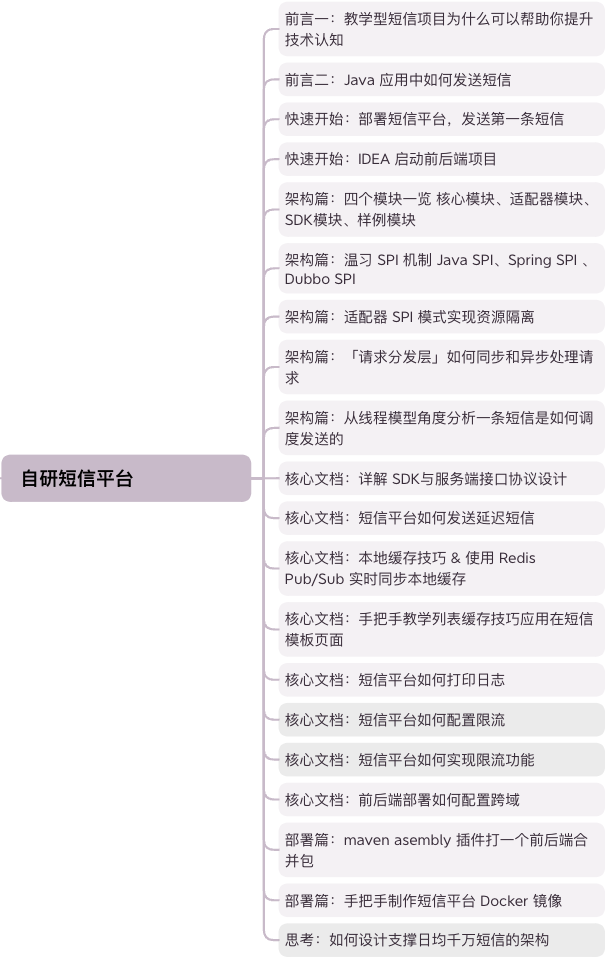 前言一：教学型短信项目为什么可以帮助你提升
技术认知
前言二：Java 应用中如何发送短信
快速开始：部署短信平台，发送第一条短信
快速开始：IDEA 启动前后端项目
架构篇：四个模块一览 核心模块、适配器模块、
SDK模块、样例模块
架构篇：温习 SPI 机制 Java SPI、Spring SPI 、
Dubbo SPI
架构篇：适配器 SPI 模式实现资源隔离
架构篇：「请求分发层」如何同步和异步处理请
求
架构篇：从线程模型角度分析一条短信是如何调
度发送的
自研短信平台
核心文档：详解 SDK与服务端接口协议设计
核心文档：短信平台如何发送延迟短信
核心文档：本地缓存技巧 & 使用 Redis
Pub/Sub 实时同步本地缓存
核心文档：手把手教学列表缓存技巧应用在短信
模板页面
核心文档：短信平台如何打印日志
核心文档：短信平台如何配置限流
核心文档：短信平台如何实现限流功能
核心文档：前后端部署如何配置跨域
部署篇：maven asembly 插件打一个前后端合
并包
部署篇：手把手制作短信平台 Docker 镜像
思考：如何设计支撑日均千万短信的架构